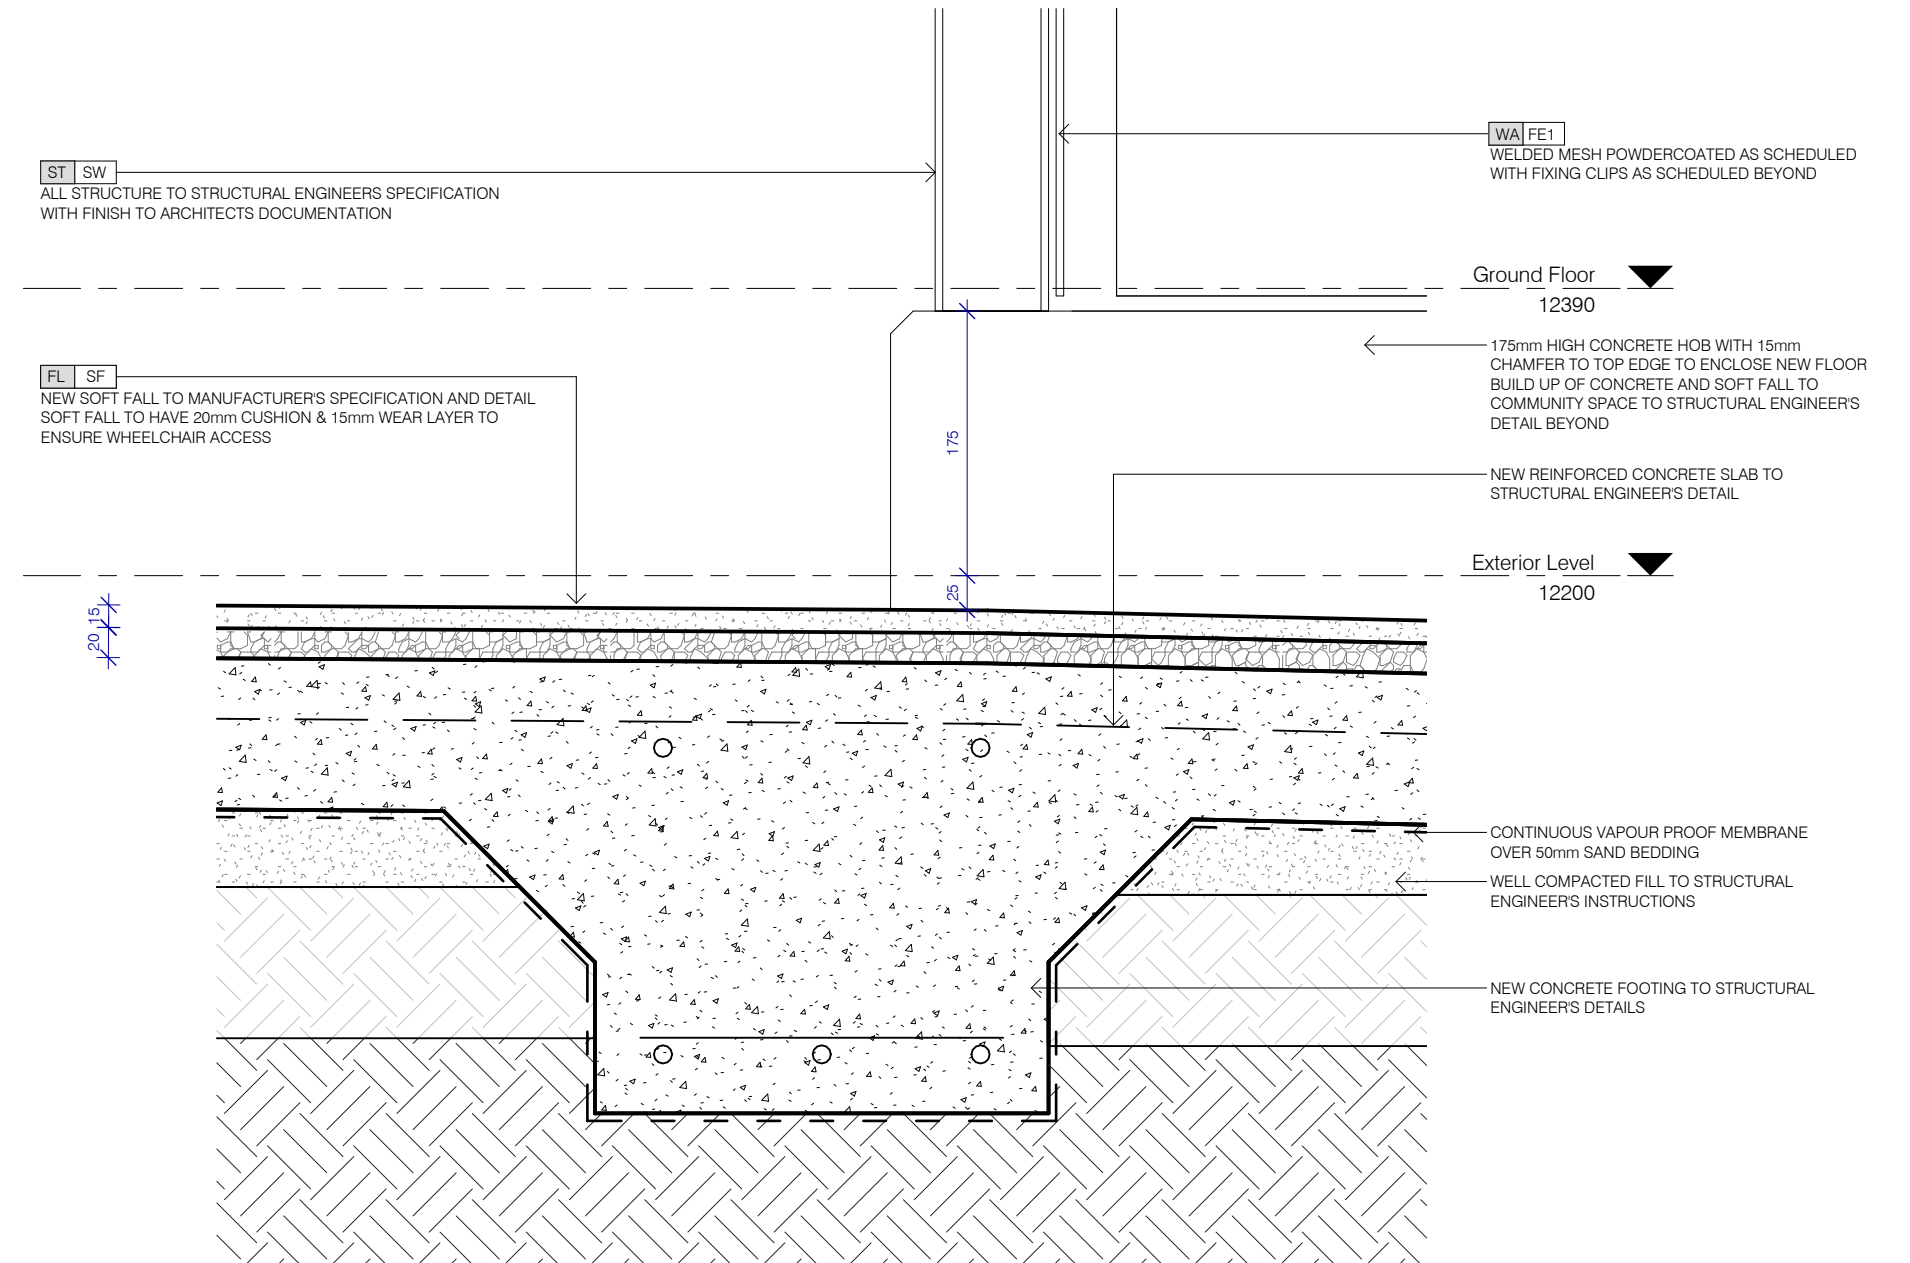 ST SW
ALL STRUCTURE TO STRUCTURAL ENGINEERS SPECIFICATION
WITH FINISH TO ARCHITECTS DOCUMENTATION
FL SF
NEW SOFT FALL TO MANUFACTURER'S SPECIFICATION AND DETAIL
SOFT FALL TO HAVE 20mm CUSHION & 15mm WEAR LAYER TO
ENSURE WHEELCHAIR ACCESS
15
20
175
25
WA FE1
WELDED MESH POWDERCOATED AS SCHEDULED
WITH FIXING CLIPS AS SCHEDULED BEYOND
Ground Floor
12390
175mm HIGH CONCRETE HOB WITH 15mm
CHAMFER TO TOP EDGE TO ENCLOSE NEW FLOOR
BUILD UP OF CONCRETE AND SOFT FALL TO
COMMUNITY SPACE TO STRUCTURAL ENGINEER'S
DETAIL BEYOND
NEW REINFORCED CONCRETE SLAB TO
STRUCTURAL ENGINEER'S DETAIL
Exterior Level
12200
CONTINUOUS VAPOUR PROOF MEMBRANE
OVER 50mm SAND BEDDING
WELL COMPACTED FILL TO STRUCTURAL
ENGINEER'S INSTRUCTIONS
NEW CONCRETE FOOTING TO STRUCTURAL
ENGINEER'S DETAILS